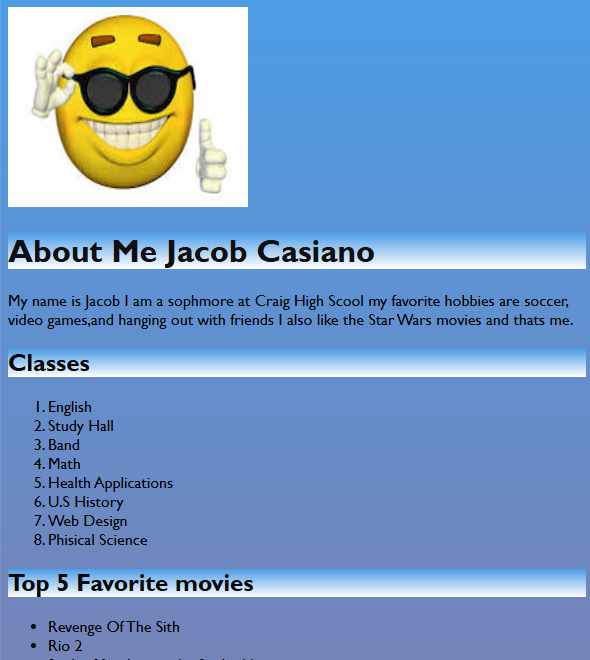 About Me Jacob Casiano
My name is Jacob I am a sophmore at Craig High Scool my favorite hobbies are soccer,
video games,and hanging out with friends I also like the Star Wars movies and thats me.
Classes
1. English
2. Study Hall
3. Band
4. Math
5. Health Applications
6. U.S History
7. Web Design
8. Phisical Science
Top 5 Favorite movies
• Revenge Of The Sith
• Rio 2